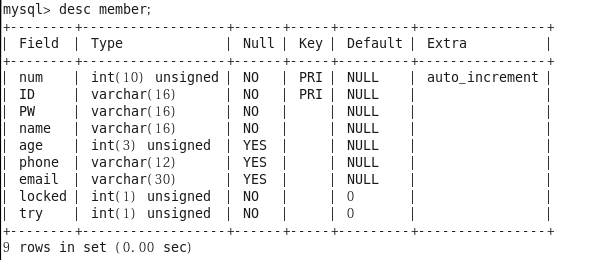 mysql> desc member;
+--------+------------------+------+-----+---------+----------------+
| Field  | Type             | Null | Key | Default | Extra          |
+--------+------------------+------+-----+---------+----------------+
| num    | int(10) unsigned | NO   | PRI | NULL    | auto_increment |
| ID     | varchar(16)      | NO   | PRI | NULL    |                |
| PW     | varchar(16)      | NO   |     | NULL    |                |
| name   | varchar(16)      | NO   |     | NULL    |                |
| age    | int(3) unsigned  | YES  |     | NULL    |                |
| phone  | varchar(12)      | YES  |     | NULL    |                |
| email  | varchar(30)      | YES  |     | NULL    |                |
| locked | int(1) unsigned  | NO   |     | 0       |                |
| try    | int(1) unsigned  | NO   |     | 0       |                |
+--------+------------------+------+-----+---------+----------------+
9 rows in set (0.00 sec)